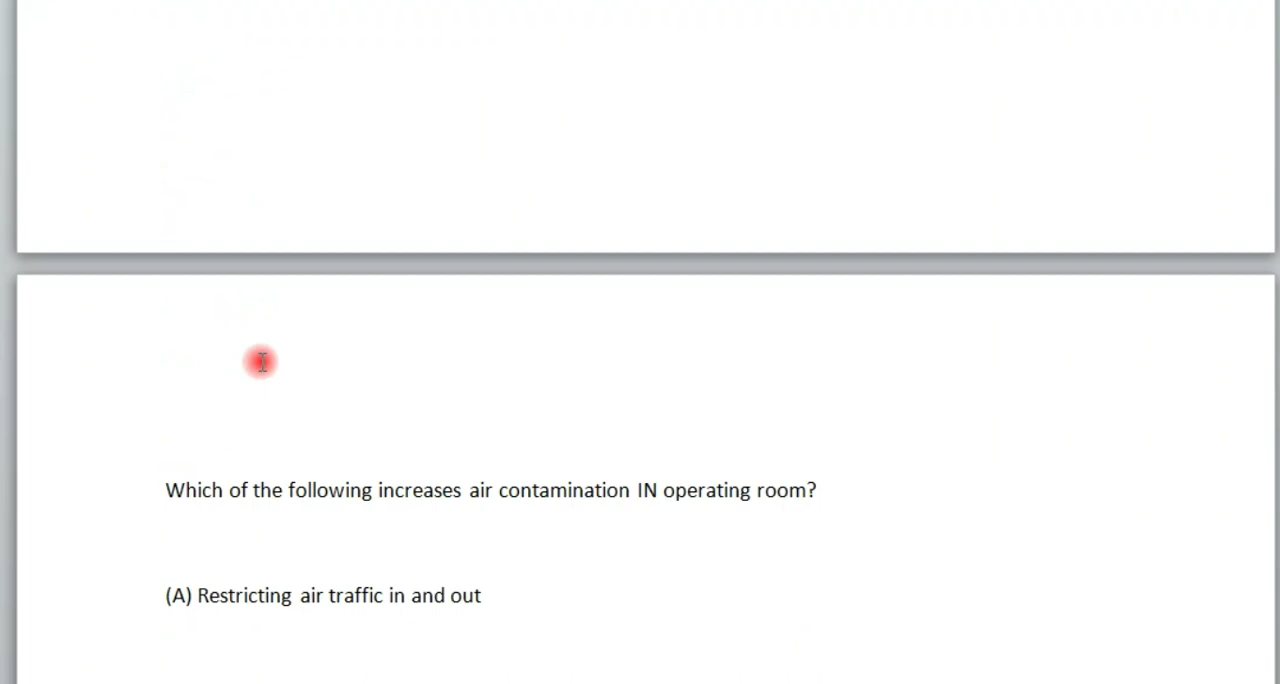 Which of the following increases air contamination IN operating room?
(A) Restricting air traffic in and out